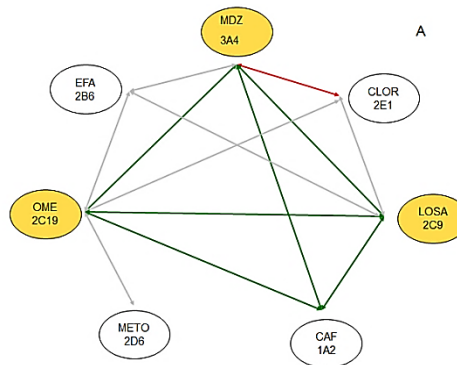 MDZ
3A4
A
EFA
2B6
CLOR
2E1
OME
2C19
LOSA
2C9
METO
2D6
CAF
1A2